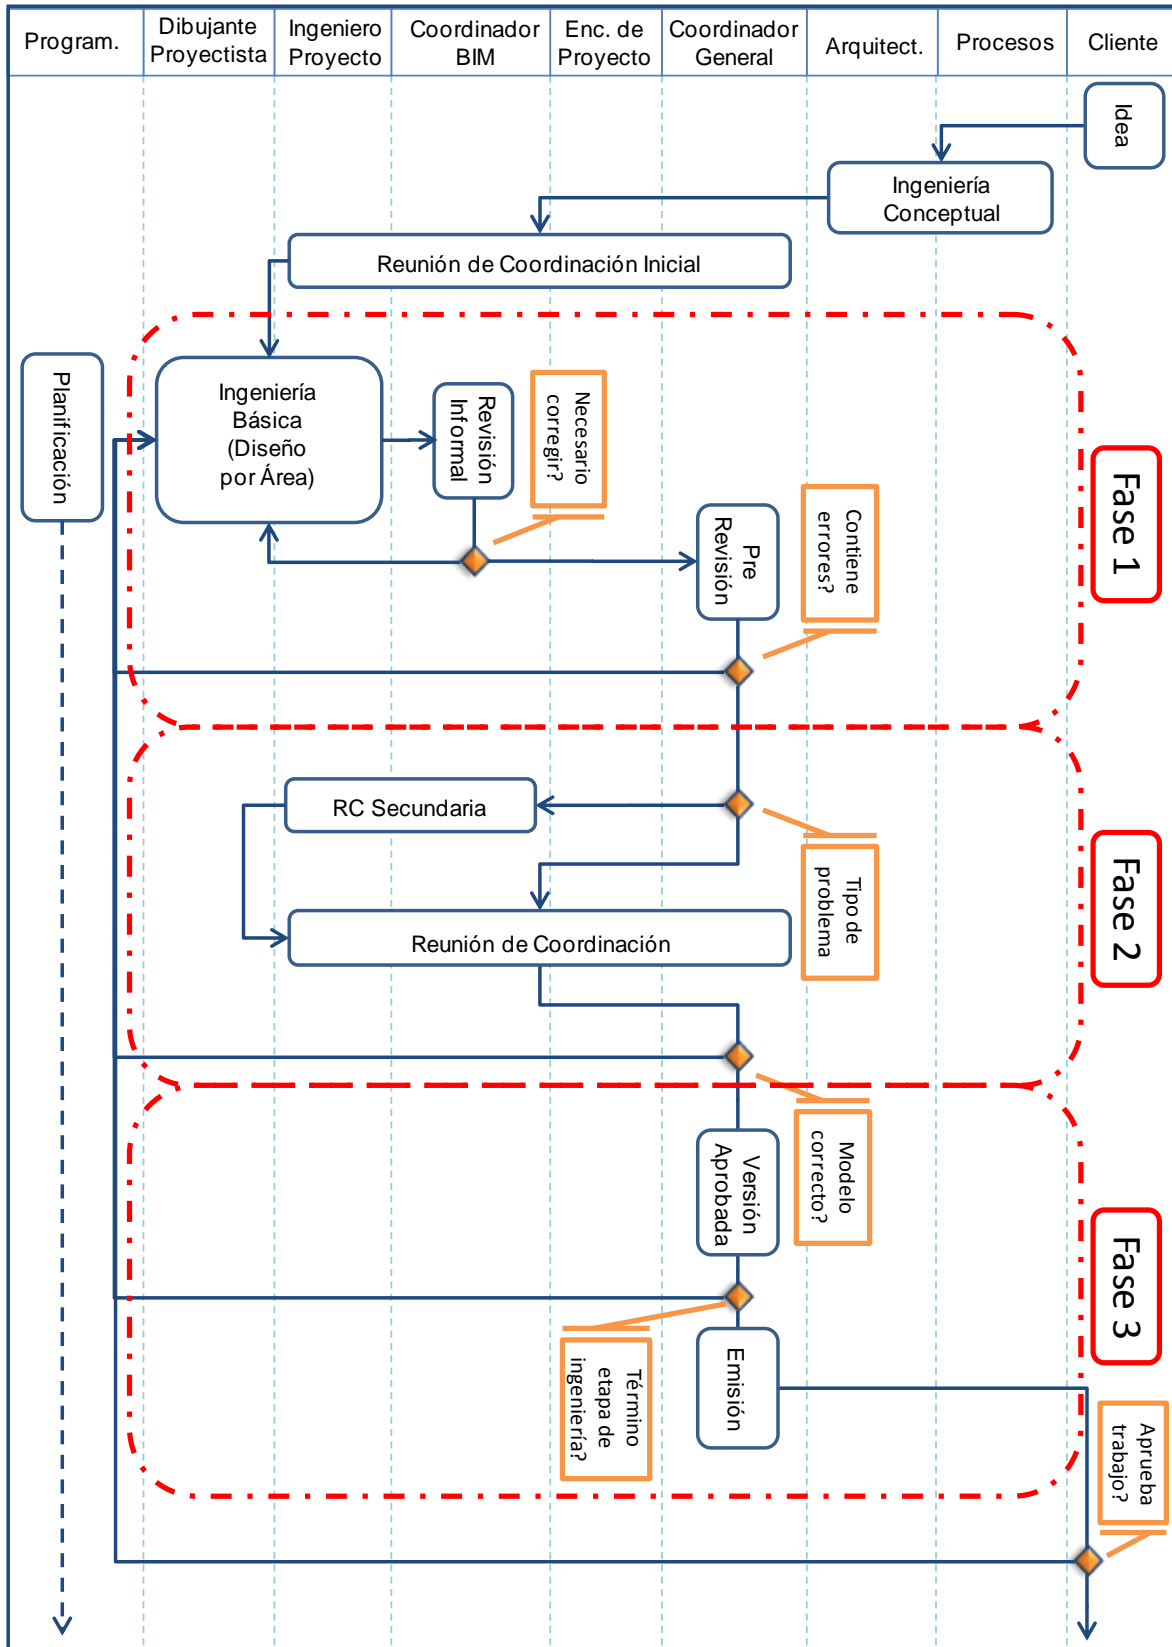 Program.
Dibujante
Proyectista
Ingeniero
Proyecto
Coordinador
BIM
Enc. de
Proyecto
Coordinador
General
Arquitect.
Procesos
Cliente
Idea
Ingeniería
Conceptual
Reunión de Coordinación Inicial
Planificación
Ingeniería
Básica
(Diseño
por Área)
Revisión
Informal
Necesario
corregir?
Pre
Revisión
Contiene
errores?
Fase 1
RC Secundaria
Tipo de
problema
Reunión de Coordinación
Fase 2
Versión
Aprobada
Modelo
correcto?
Fase 3
Término
etapa de
ingeniería?
Emisión
Aprueba
trabajo?